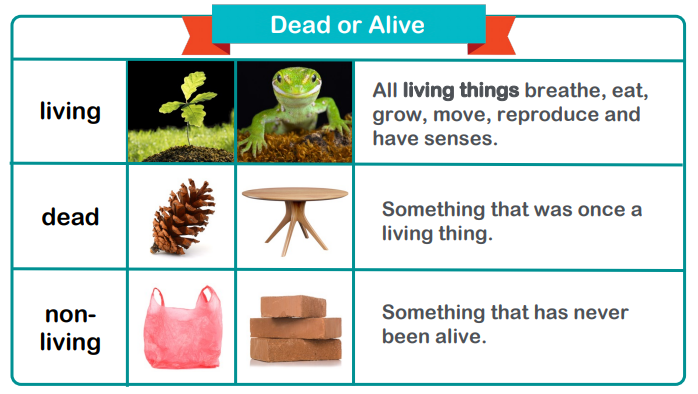 Dead or Alive
living
All living things breathe, eat,
grow, move, reproduce and
have senses.
dead
Something that was once a
living thing.
non-
living
Something that has never
been alive.